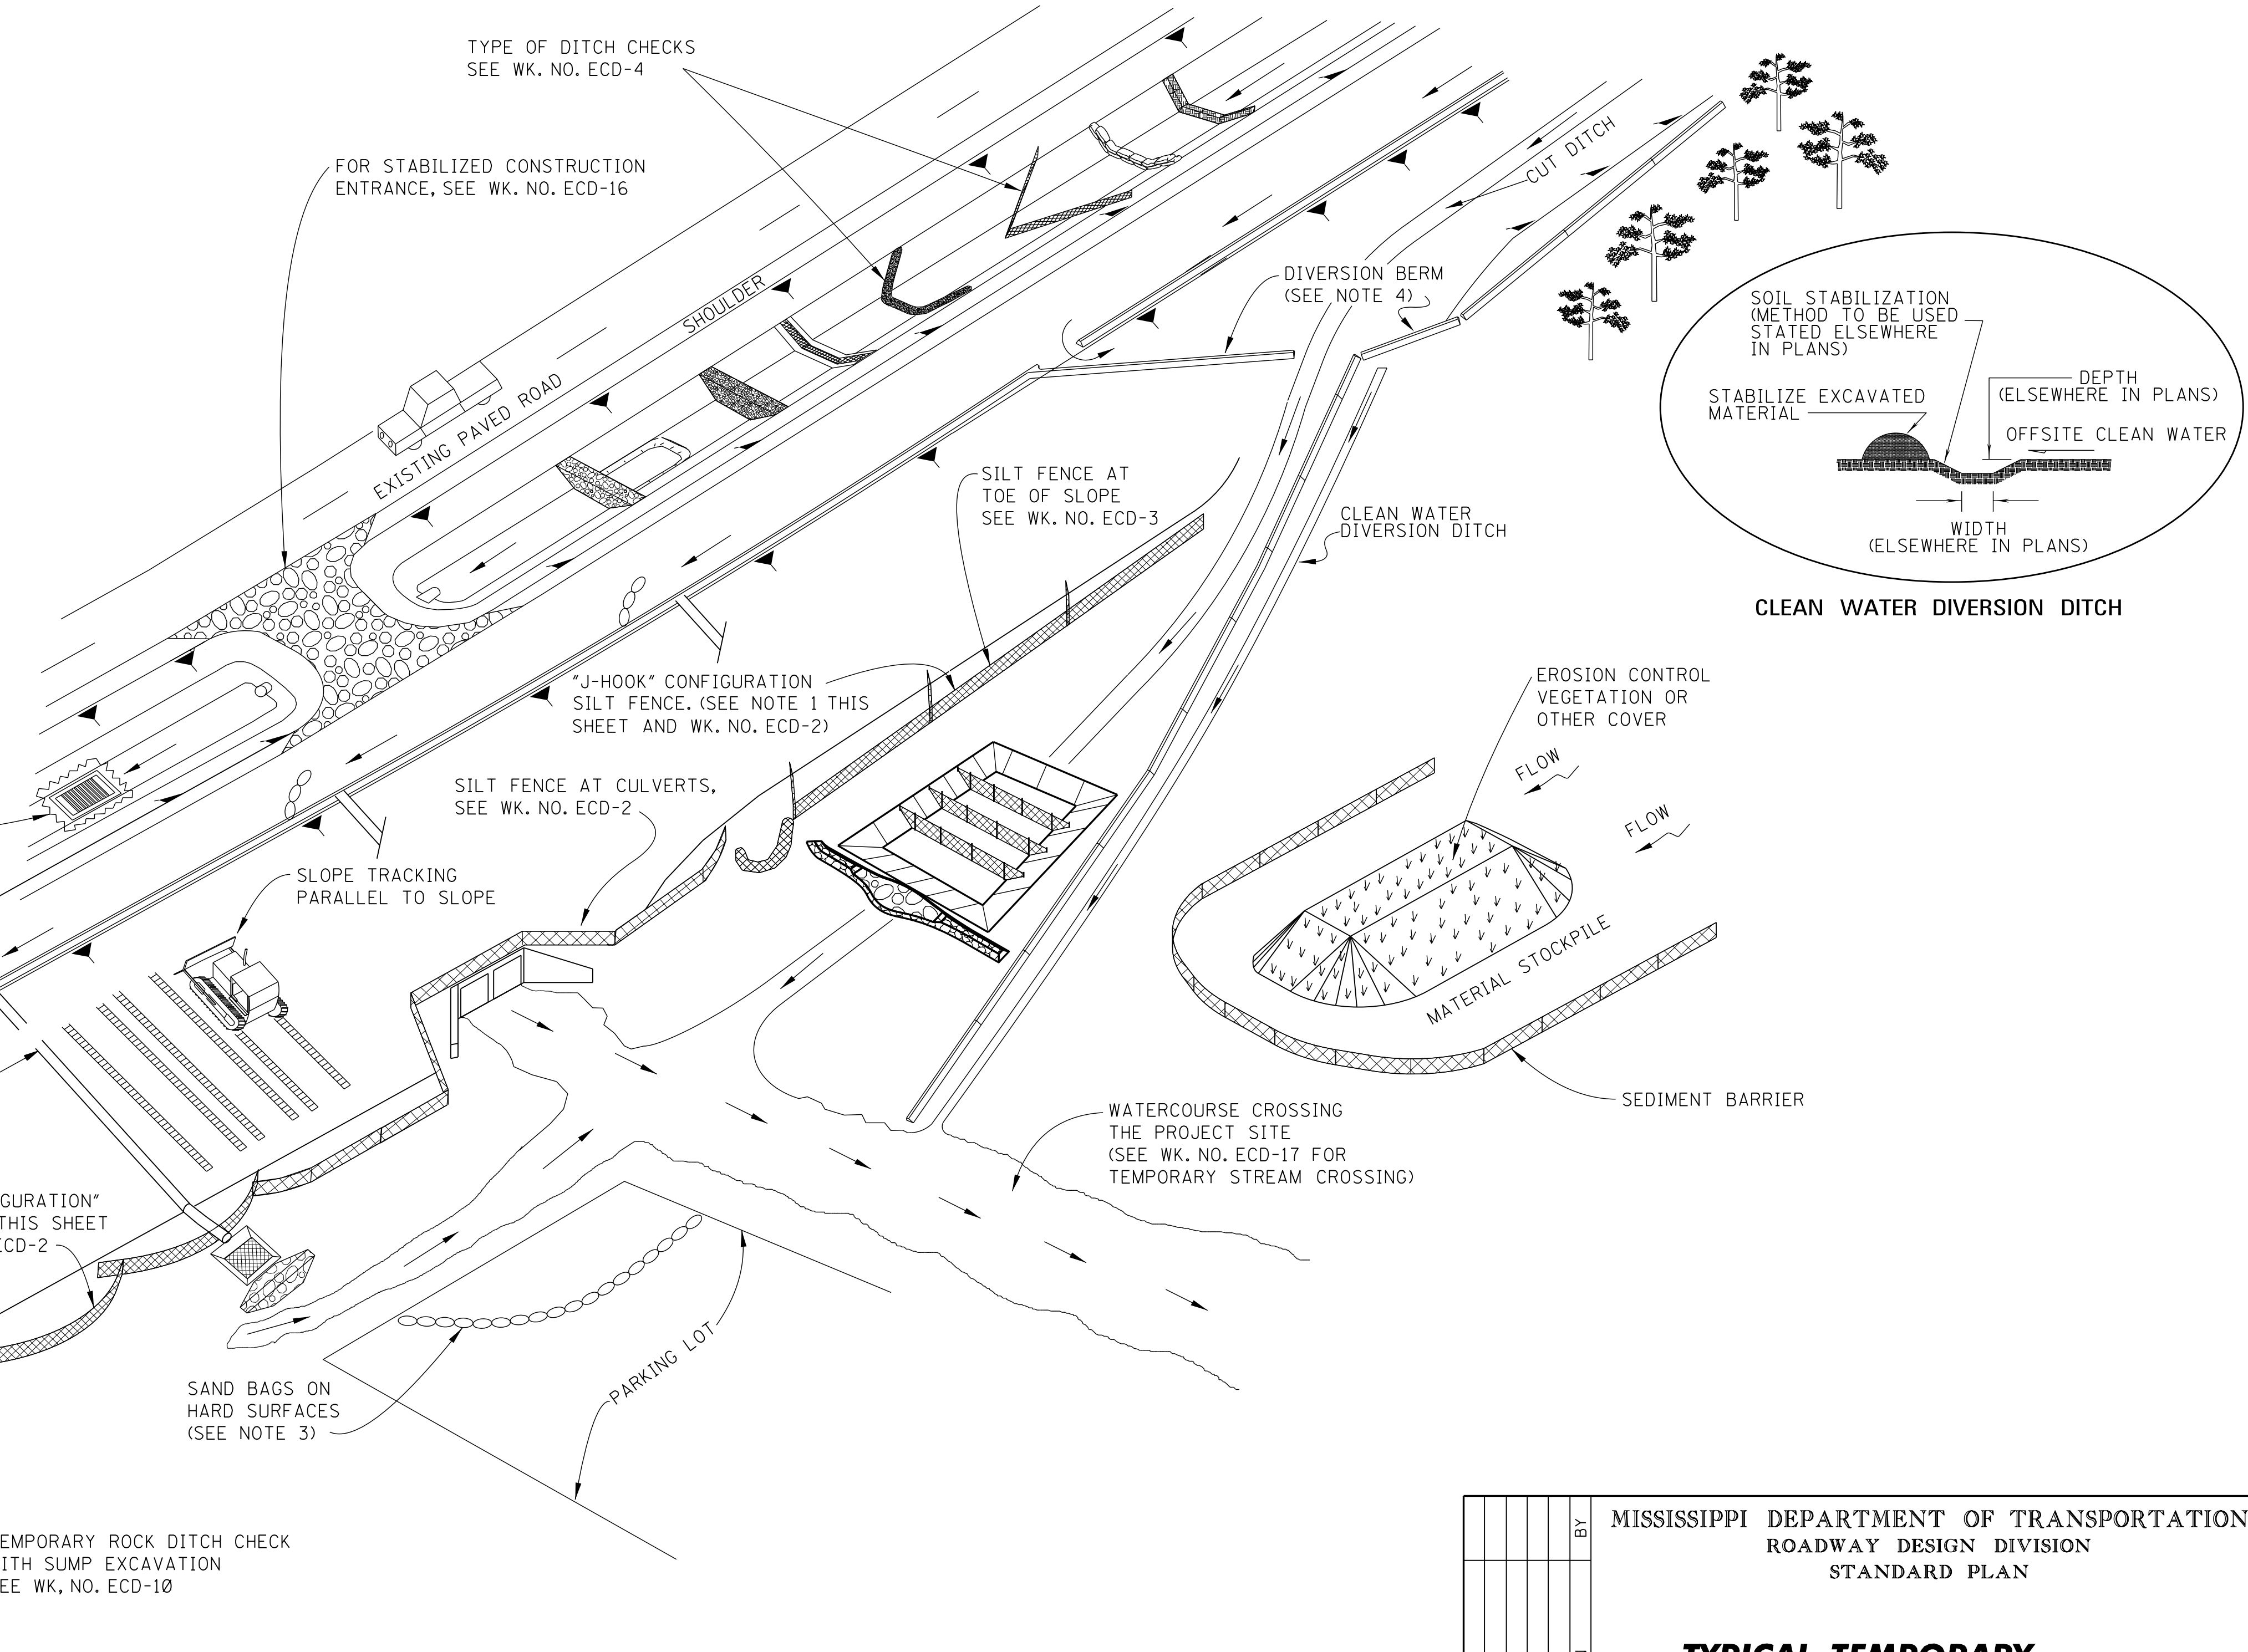 TYPE OF DITCH CHECKS
SEE WK. NO. ECD-4
FOR STABILIZED CONSTRUCTION
ENTRANCE, SEE WK. NO. ECD-16
CUT DITCH
SHOULDER
EXISTING PAVED ROAD
DIVERSION BERM
(SEE NOTE 4)
SOIL STABILIZATION
(METHOD TO BE USED
STATED ELSEWHERE
IN PLANS)
STABILIZE EXCAVATED
MATERIAL
DEPTH
(ELSEWHERE IN PLANS)
OFFSITE CLEAN WATER
WIDTH
(ELSEWHERE IN PLANS)
CLEAN WATER DIVERSION DITCH
SILT FENCE AT
TOE OF SLOPE
SEE WK. NO. ECD-3
CLEAN WATER
DIVERSION DITCH
"J-HOOK" CONFIGURATION
SILT FENCE. (SEE NOTE 1 THIS
SHEET AND WK. NO. ECD-2)
EROSION CONTROL
VEGETATION OR
OTHER COVER
FLOW
FLOW
SILT FENCE AT CULVERTS,
SEE WK. NO. ECD-2
SLOPE TRACKING
PARALLEL TO SLOPE
MATERIAL STOCKPILE
SEDIMENT BARRIER
WATERCOURSE CROSSING
THE PROJECT SITE
(SEE WK. NO. ECD-17 FOR
TEMPORARY STREAM CROSSING)
GURATION"
THIS SHEET
ECD-2
PARKING LOT
SAND BAGS ON
HARD SURFACES
(SEE NOTE 3)
EMPORARY ROCK DITCH CHECK
ITH SUMP EXCAVATION
EE WK, NO. ECD-10
BY
MISSISSIPPI DEPARTMENT OF TRANSPORTATION
ROADWAY DESIGN DIVISION
STANDARD PLAN
TYPICAL TEMPORARY